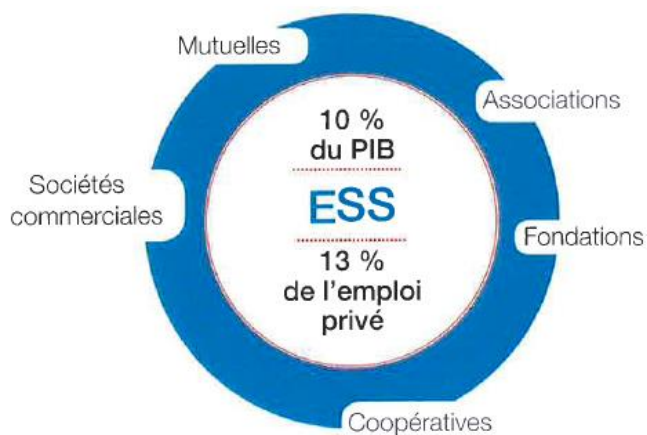 Mutuelles
Associations
10 %
du PIB
Sociétés
commerciales
ESS
Fondations
13 %
de l'emploi
privé
Coopératives